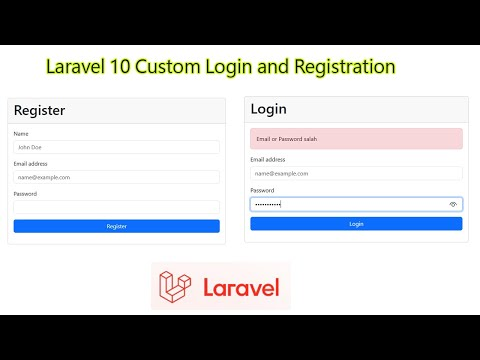 Laravel 10 Custom Login and Registration
Register
Name
John Doe
Email address
name@example.com
Password
Register
Login
Email or Password salah
Email address
name@example.com
Password
•••••••••••
Login
Laravel